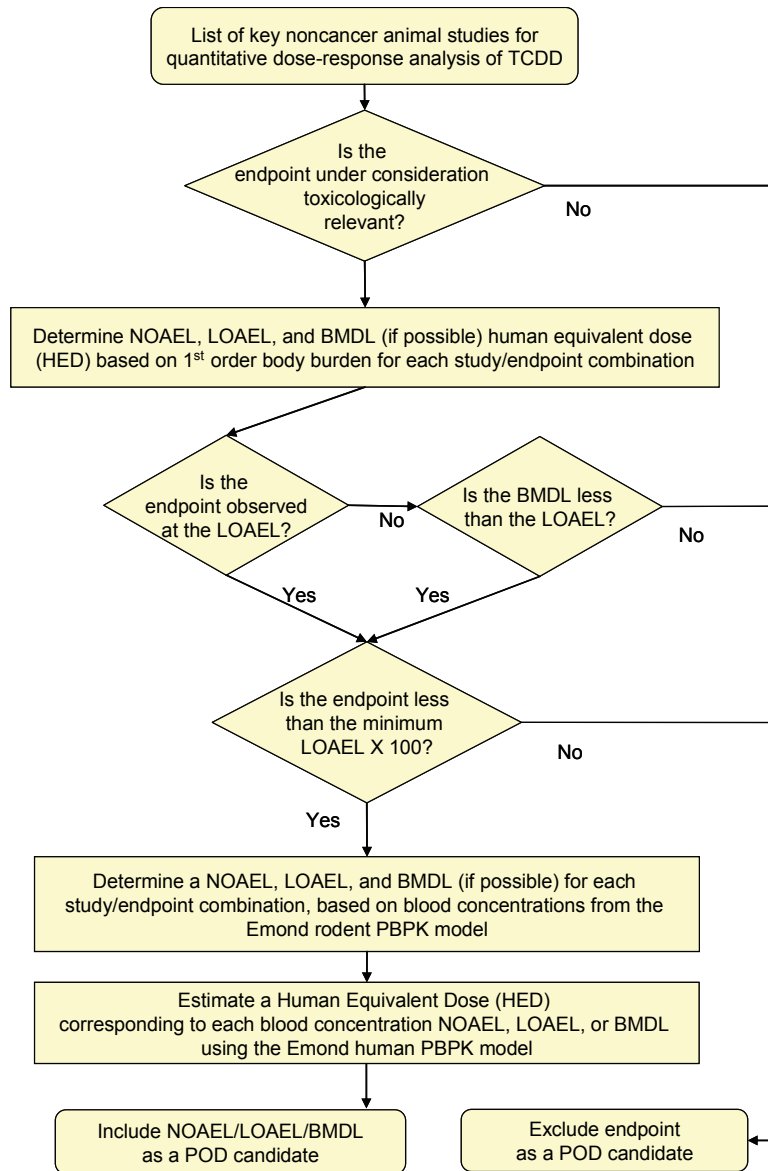 List of key noncancer animal studies for
quantitative dose-response analysis of TCDD
Is the
endpoint under consideration
toxicologically
relevant?
No
Determine NOAEL, LOAEL, and BMDL (if possible) human equivalent dose
(HED) based on 1st order body burden for each study/endpoint combination
Is the
endpoint observed
at the LOAEL?
No
Is the BMDL less
than the LOAEL?
No
Yes
Yes
Is the endpoint less
than the minimum
LOAEL X 100?
No
Yes
Determine a NOAEL, LOAEL, and BMDL (if possible) for each
study/endpoint combination, based on blood concentrations from the
Emond rodent PBPK model
Estimate a Human Equivalent Dose (HED)
corresponding to each blood concentration NOAEL, LOAEL, or BMDL
using the Emond human PBPK model
Include NOAEL/LOAEL/BMDL
as a POD candidate
Exclude endpoint
as a POD candidate